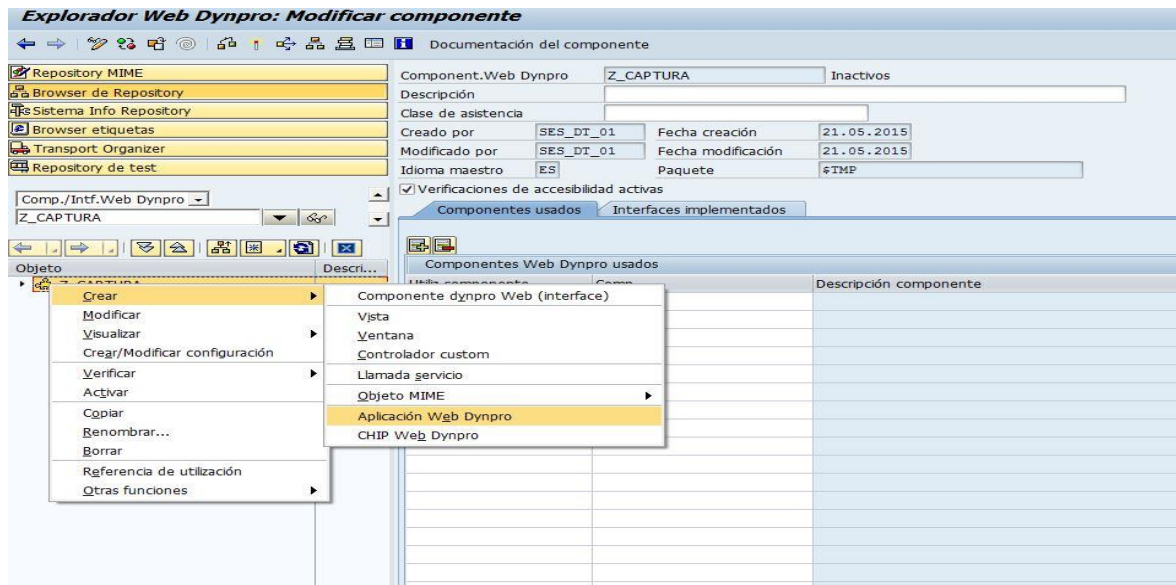 Explorador Web Dynpro: Modificar componente
Documentación del componente
Repository MIME
Browser de Repository
Sistema Info Repository
Browser etiquetas
Transport Organizer
Repository de test
Comp./Intf.Web Dynpro
Z_CAPTURA
Objeto Descri...
Z_CAPTURA
Crear
Modificar
Visualizar
Crear/Modificar configuración
Verificar
Activar
Copiar
Renombrar...
Borrar
Referencia de utilización
Otras funciones
Componente dynpro Web (interface)
Vista
Ventana
Controlador custom
Llamada servicio
Objeto MIME
Aplicación Web Dynpro
CHIP Web Dynpro
Component.Web Dynpro Z_CAPTURA Inactivos
Descripción
Clase de asistencia
Creado por SES_DT_01 Fecha creación 21.05.2015
Modificado por SES_DT_01 Fecha modificación 21.05.2015
Idioma maestro ES Paquete $TMP
Verificaciones de accesibilidad activas
Componentes usados Interfaces implementados
Componentes Web Dynpro usados
Utiliz.componente Comp. Descripción componente